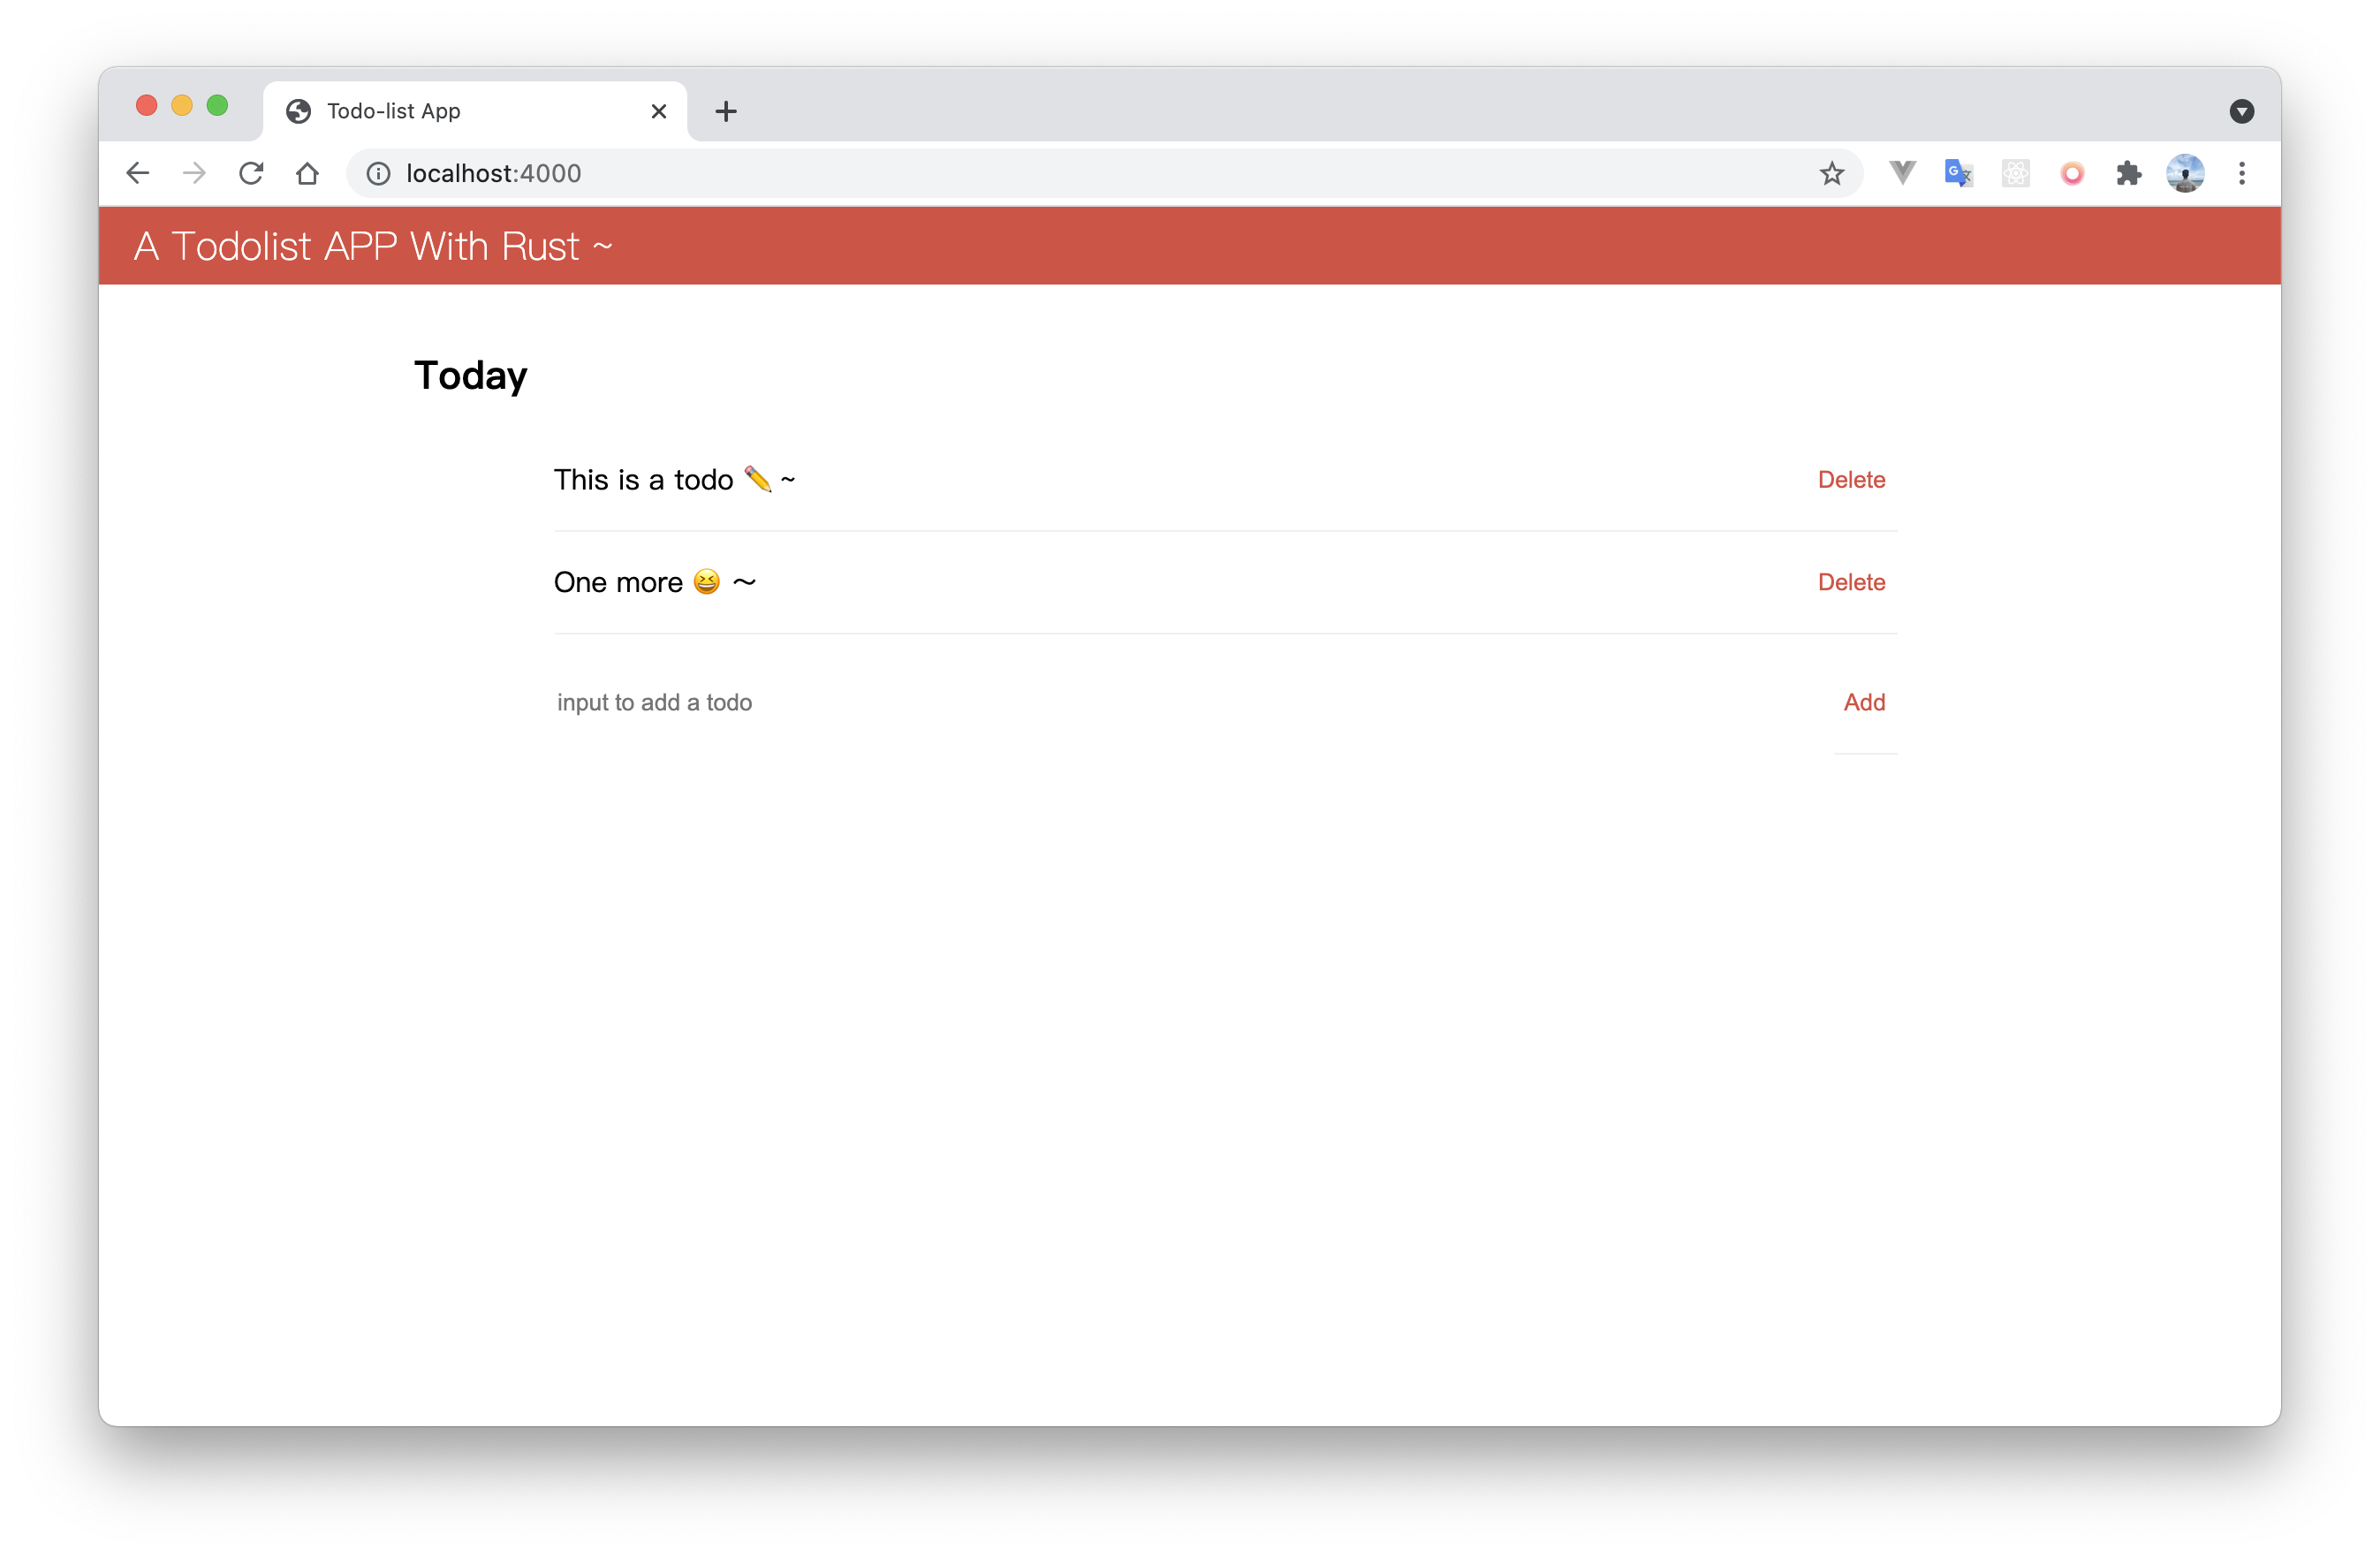 Todo-list App
localhost:4000
A Todolist APP With Rust ~
Today
This is a todo ✏️ ~
Delete
One more 😆 ～
Delete
input to add a todo
Add